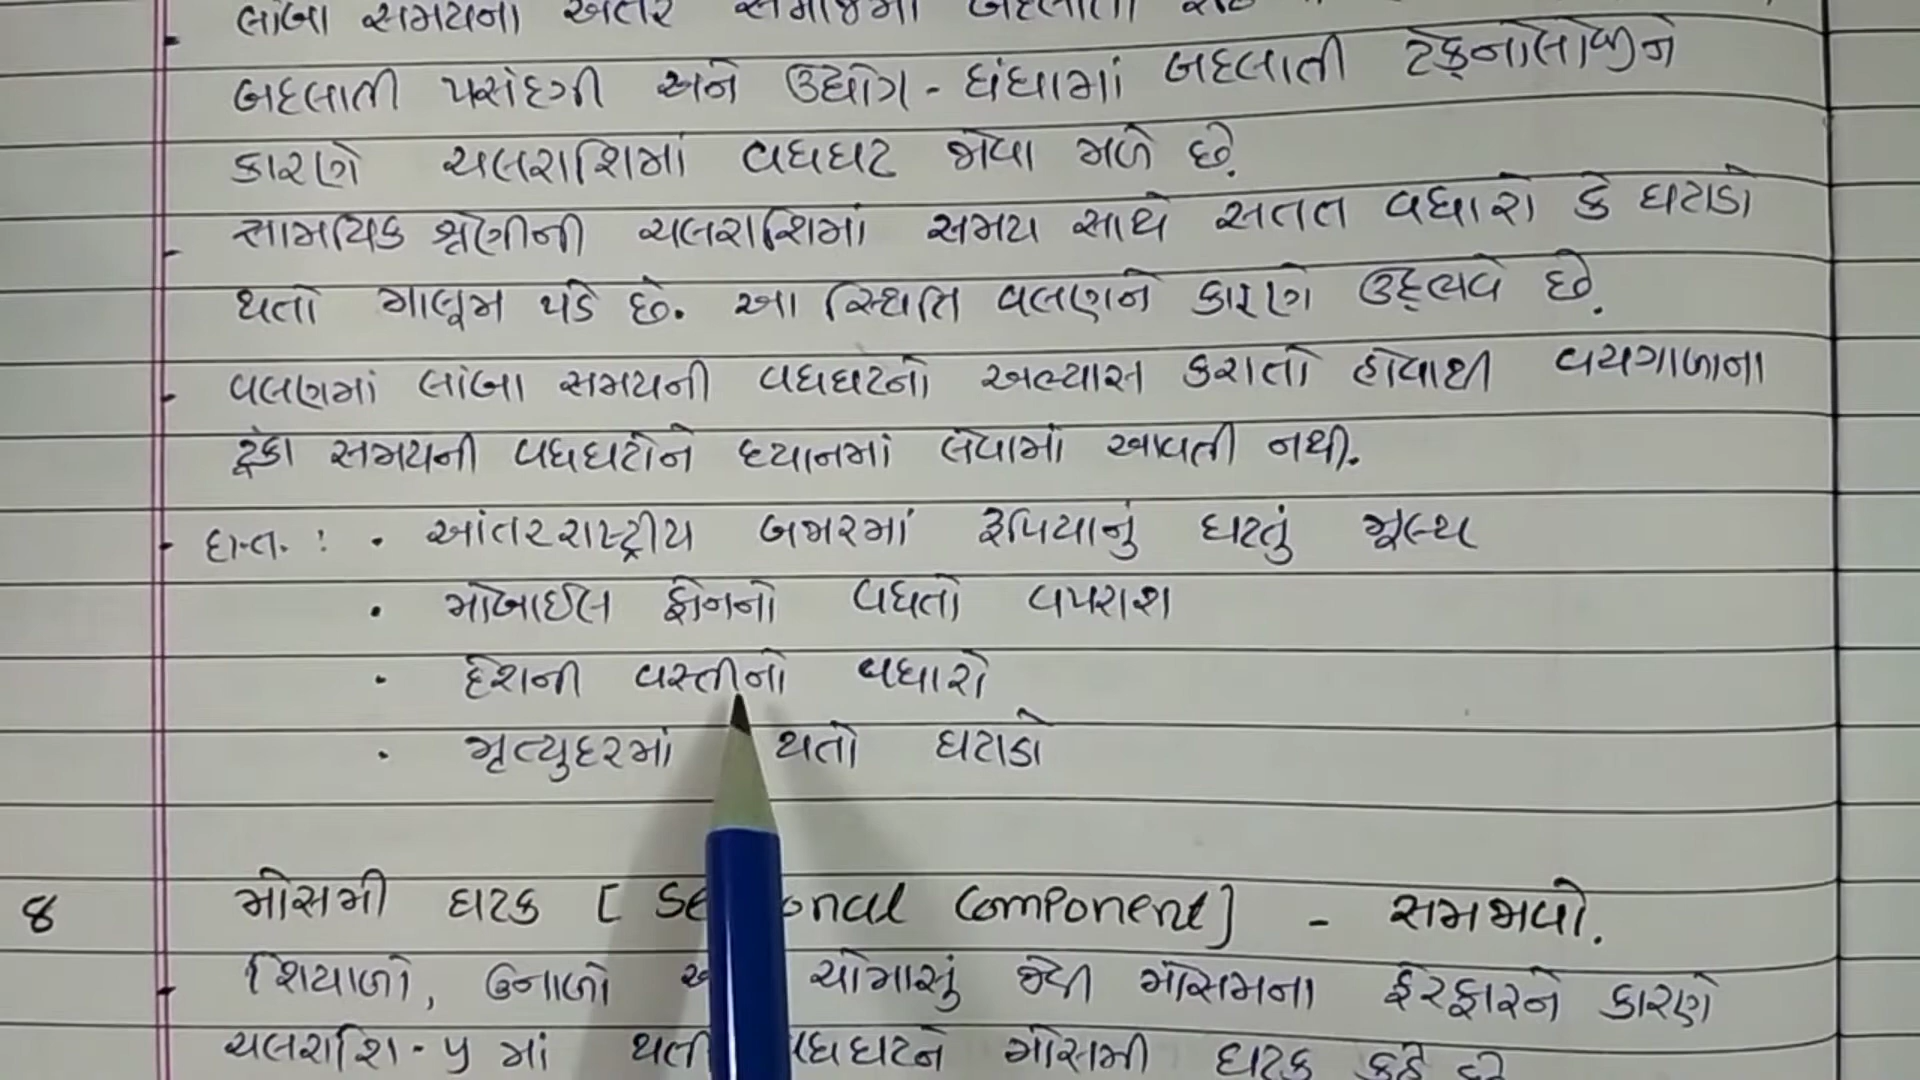 લાંબા સમયના અંતરે સમાજમાં બદલાતી
બદલાતી પસંદગી અને ઉદ્યોગ - ધંધામાં બદલાતી ટેક્નોલોજીને
કારણે ચલરાશિમાં વધઘટ જોવા મળે છે.
સામયિક શ્રેણીની ચલરાશિમાં સમય સાથે સતત વધારો કે ઘટાડો
થતો માલૂમ પડે છે. આ સ્થિતિ વલણને કારણે ઉદ્ભવે છે.
વલણમાં લાંબા સમયની વધઘટનો અભ્યાસ કરાતો હોવાથી વચગાળાના
ટૂંકા સમયની વધઘટોને ધ્યાનમાં લેવામાં આવતી નથી.
દા.ત. : • આંતરરાષ્ટ્રીય બજારમાં રૂપિયાનું ઘટતું મૂલ્ય
• મોબાઈલ ફોનનો વધતો વપરાશ
• દેશની વસ્તીનો વધારો
• મૃત્યુદરમાં થતો ઘટાડો
8 મોસમી ઘટક [ Se onal Component ] - સમજાવો.
શિયાળો, ઉનાળો ચોમાસું જેવી મોસમના ફેરફારને કારણે
ચલરાશિ - y માં થતી વધઘટને મોસમી ઘટક કહે છે